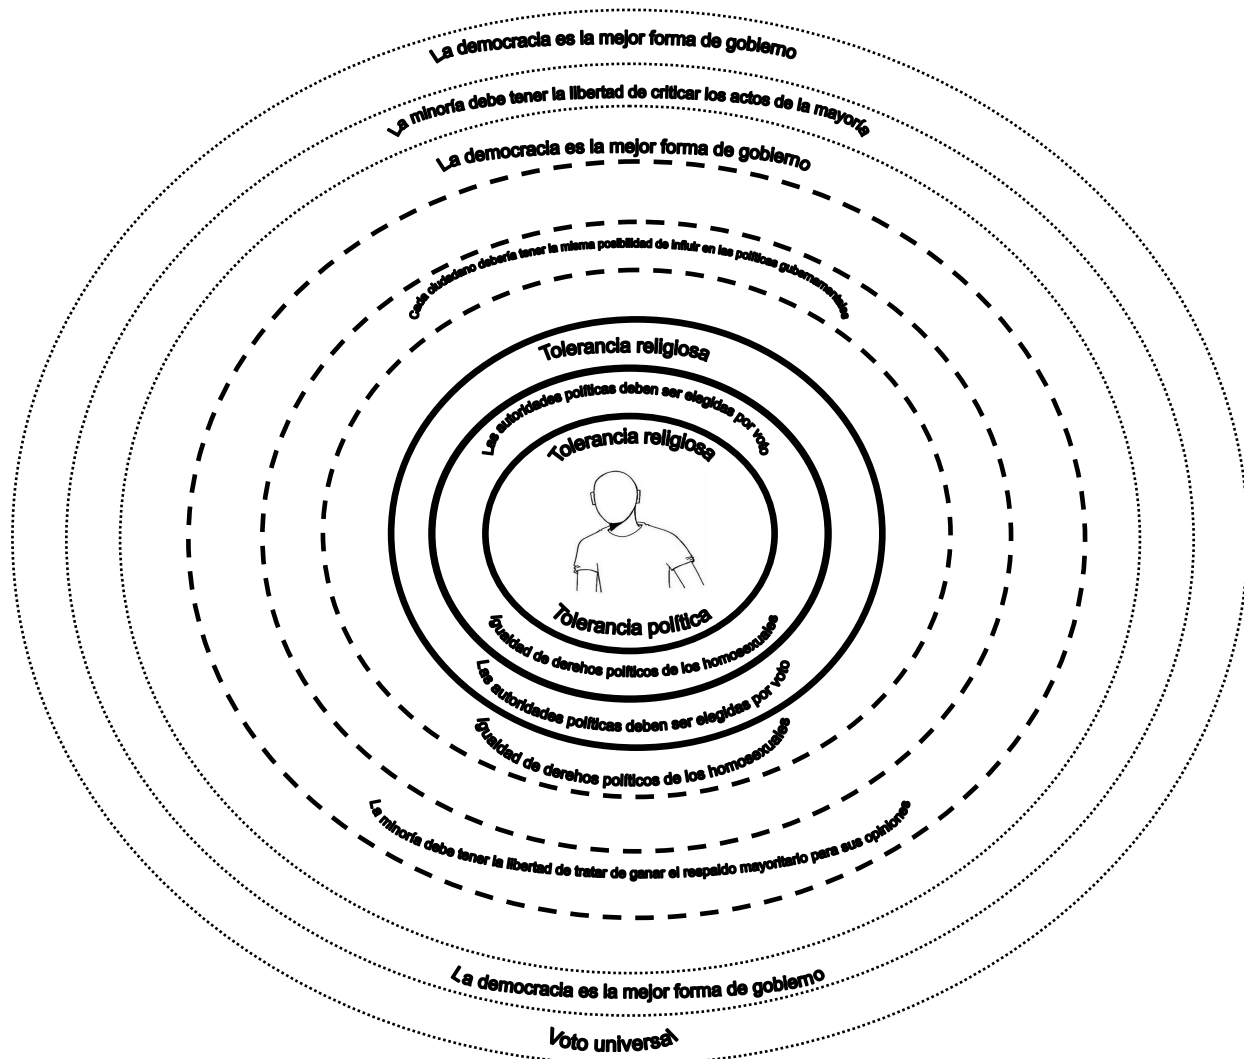 La democracia es la mejor forma de gobierno
La minoría debe tener la libertad de criticar los actos de la mayoría
La democracia es la mejor forma de gobierno
Cada ciudadano debería tener la misma posibilidad de influir en las políticas gubernamentales
Tolerancia religiosa
Las autoridades políticas deben ser elegidas por voto
Tolerancia religiosa
Tolerancia política
Igualdad de derehos políticos de los homosexuales
Las autoridades políticas deben ser elegidas por voto
Igualdad de derehos políticos de los homosexuales
La minoría debe tener la libertad de tratar de ganar el respaldo mayoritario para sus opiniones
La democracia es la mejor forma de gobierno
Voto universal